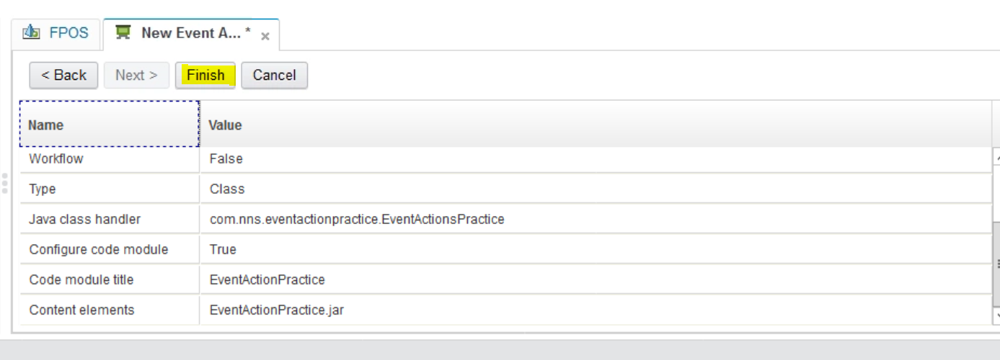 FPOS New Event A... * x
< Back Next > Finish Cancel
Name Value
Workflow False
Type Class
Java class handler com.nns.eventactionpractice.EventActionsPractice
Configure code module True
Code module title EventActionPractice
Content elements EventActionPractice.jar